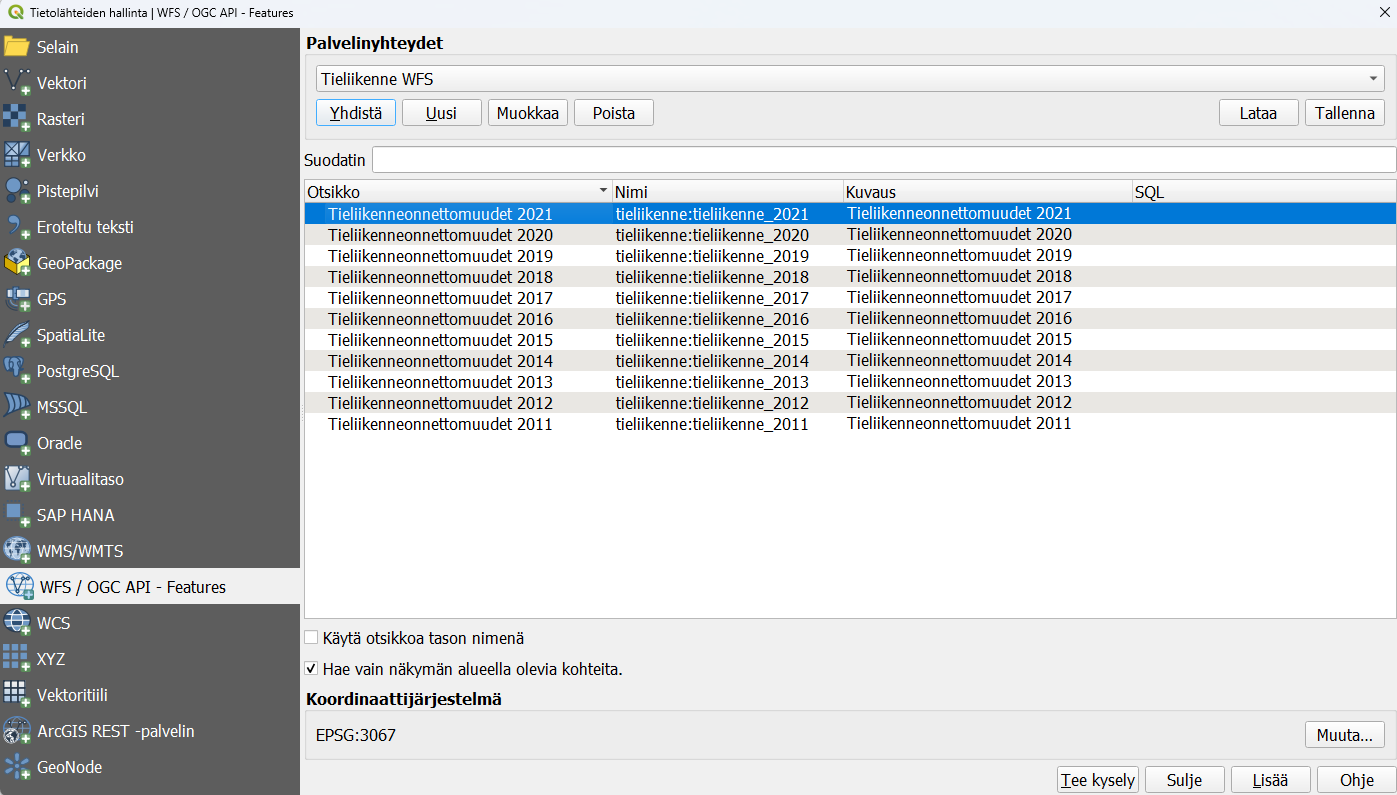 Tietolähteiden hallinta | WFS / OGC API - Features
Selain
Vektori
Rasteri
Verkko
Pistepilvi
Eroteltu teksti
GeoPackage
GPS
SpatiaLite
PostgreSQL
MSSQL
Oracle
Virtuaalitaso
SAP HANA
WMS/WMTS
WFS / OGC API - Features
WCS
XYZ
Vektoritiili
ArcGIS REST -palvelin
GeoNode
Palvelinyhteydet
Tieliikenne WFS
Yhdistä Uusi Muokkaa Poista Lataa Tallenna
Suodatin
Otsikko Nimi Kuvaus SQL
Tieliikenneonnettomuudet 2021 tieliikenne:tieliikenne_2021 Tieliikenneonnettomuudet 2021
Tieliikenneonnettomuudet 2020 tieliikenne:tieliikenne_2020 Tieliikenneonnettomuudet 2020
Tieliikenneonnettomuudet 2019 tieliikenne:tieliikenne_2019 Tieliikenneonnettomuudet 2019
Tieliikenneonnettomuudet 2018 tieliikenne:tieliikenne_2018 Tieliikenneonnettomuudet 2018
Tieliikenneonnettomuudet 2017 tieliikenne:tieliikenne_2017 Tieliikenneonnettomuudet 2017
Tieliikenneonnettomuudet 2016 tieliikenne:tieliikenne_2016 Tieliikenneonnettomuudet 2016
Tieliikenneonnettomuudet 2015 tieliikenne:tieliikenne_2015 Tieliikenneonnettomuudet 2015
Tieliikenneonnettomuudet 2014 tieliikenne:tieliikenne_2014 Tieliikenneonnettomuudet 2014
Tieliikenneonnettomuudet 2013 tieliikenne:tieliikenne_2013 Tieliikenneonnettomuudet 2013
Tieliikenneonnettomuudet 2012 tieliikenne:tieliikenne_2012 Tieliikenneonnettomuudet 2012
Tieliikenneonnettomuudet 2011 tieliikenne:tieliikenne_2011 Tieliikenneonnettomuudet 2011
Käytä otsikkoa tason nimenä
Hae vain näkymän alueella olevia kohteita.
Koordinaattijärjestelmä
EPSG:3067 Muuta...
Tee kysely Sulje Lisää Ohje